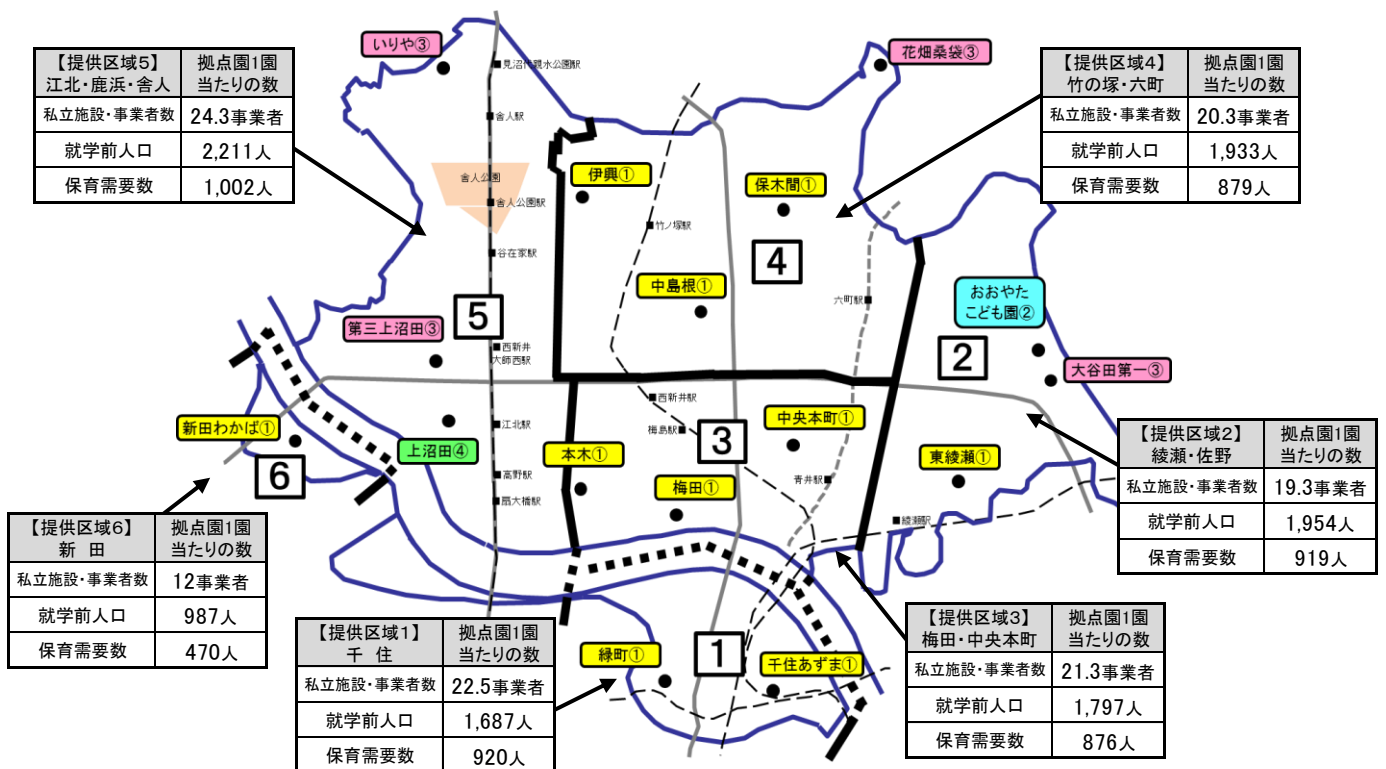 いりや③
花畑桑袋③
【提供区域5】 拠点園1園
江北・鹿浜・舎人 当たりの数
私立施設・事業者数 24.3事業者
就学前人口 2,211人
保育需要数 1,002人
【提供区域4】 拠点園1園
竹の塚・六町 当たりの数
私立施設・事業者数 20.3事業者
就学前人口 1,933人
保育需要数 879人
見沼代親水公園駅
舎人駅
舎人公園
舎人公園駅
谷在家駅
伊興①
保木間①
竹ノ塚駅
4
中島根①
六町駅
おおやた
こども園②
5
第三上沼田③
西新井
大師西駅
2
大谷田第一③
西新井駅
梅島駅
3
中央本町①
新田わかば①
上沼田④
江北駅
本木①
高野駅
扇大橋駅
梅田①
青井駅
東綾瀬①
綾瀬駅
6
【提供区域2】 拠点園1園
綾瀬・佐野 当たりの数
私立施設・事業者数 19.3事業者
就学前人口 1,954人
保育需要数 919人
【提供区域6】 拠点園1園
新 田 当たりの数
私立施設・事業者数 12事業者
就学前人口 987人
保育需要数 470人
【提供区域1】 拠点園1園
千 住 当たりの数
私立施設・事業者数 22.5事業者
就学前人口 1,687人
保育需要数 920人
緑町①
1
千住あずま①
【提供区域3】 拠点園1園
梅田・中央本町 当たりの数
私立施設・事業者数 21.3事業者
就学前人口 1,797人
保育需要数 876人